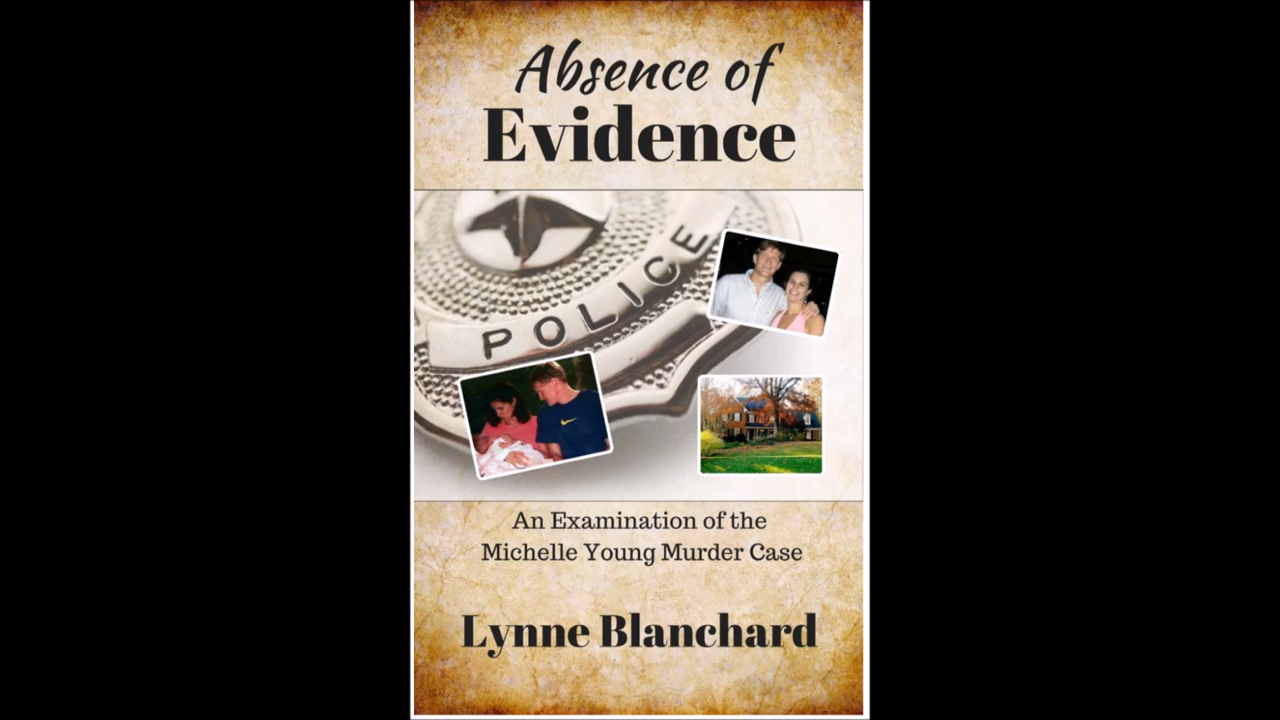 Absence of
Evidence
POLICE
An Examination of the
Michelle Young Murder Case
Lynne Blanchard